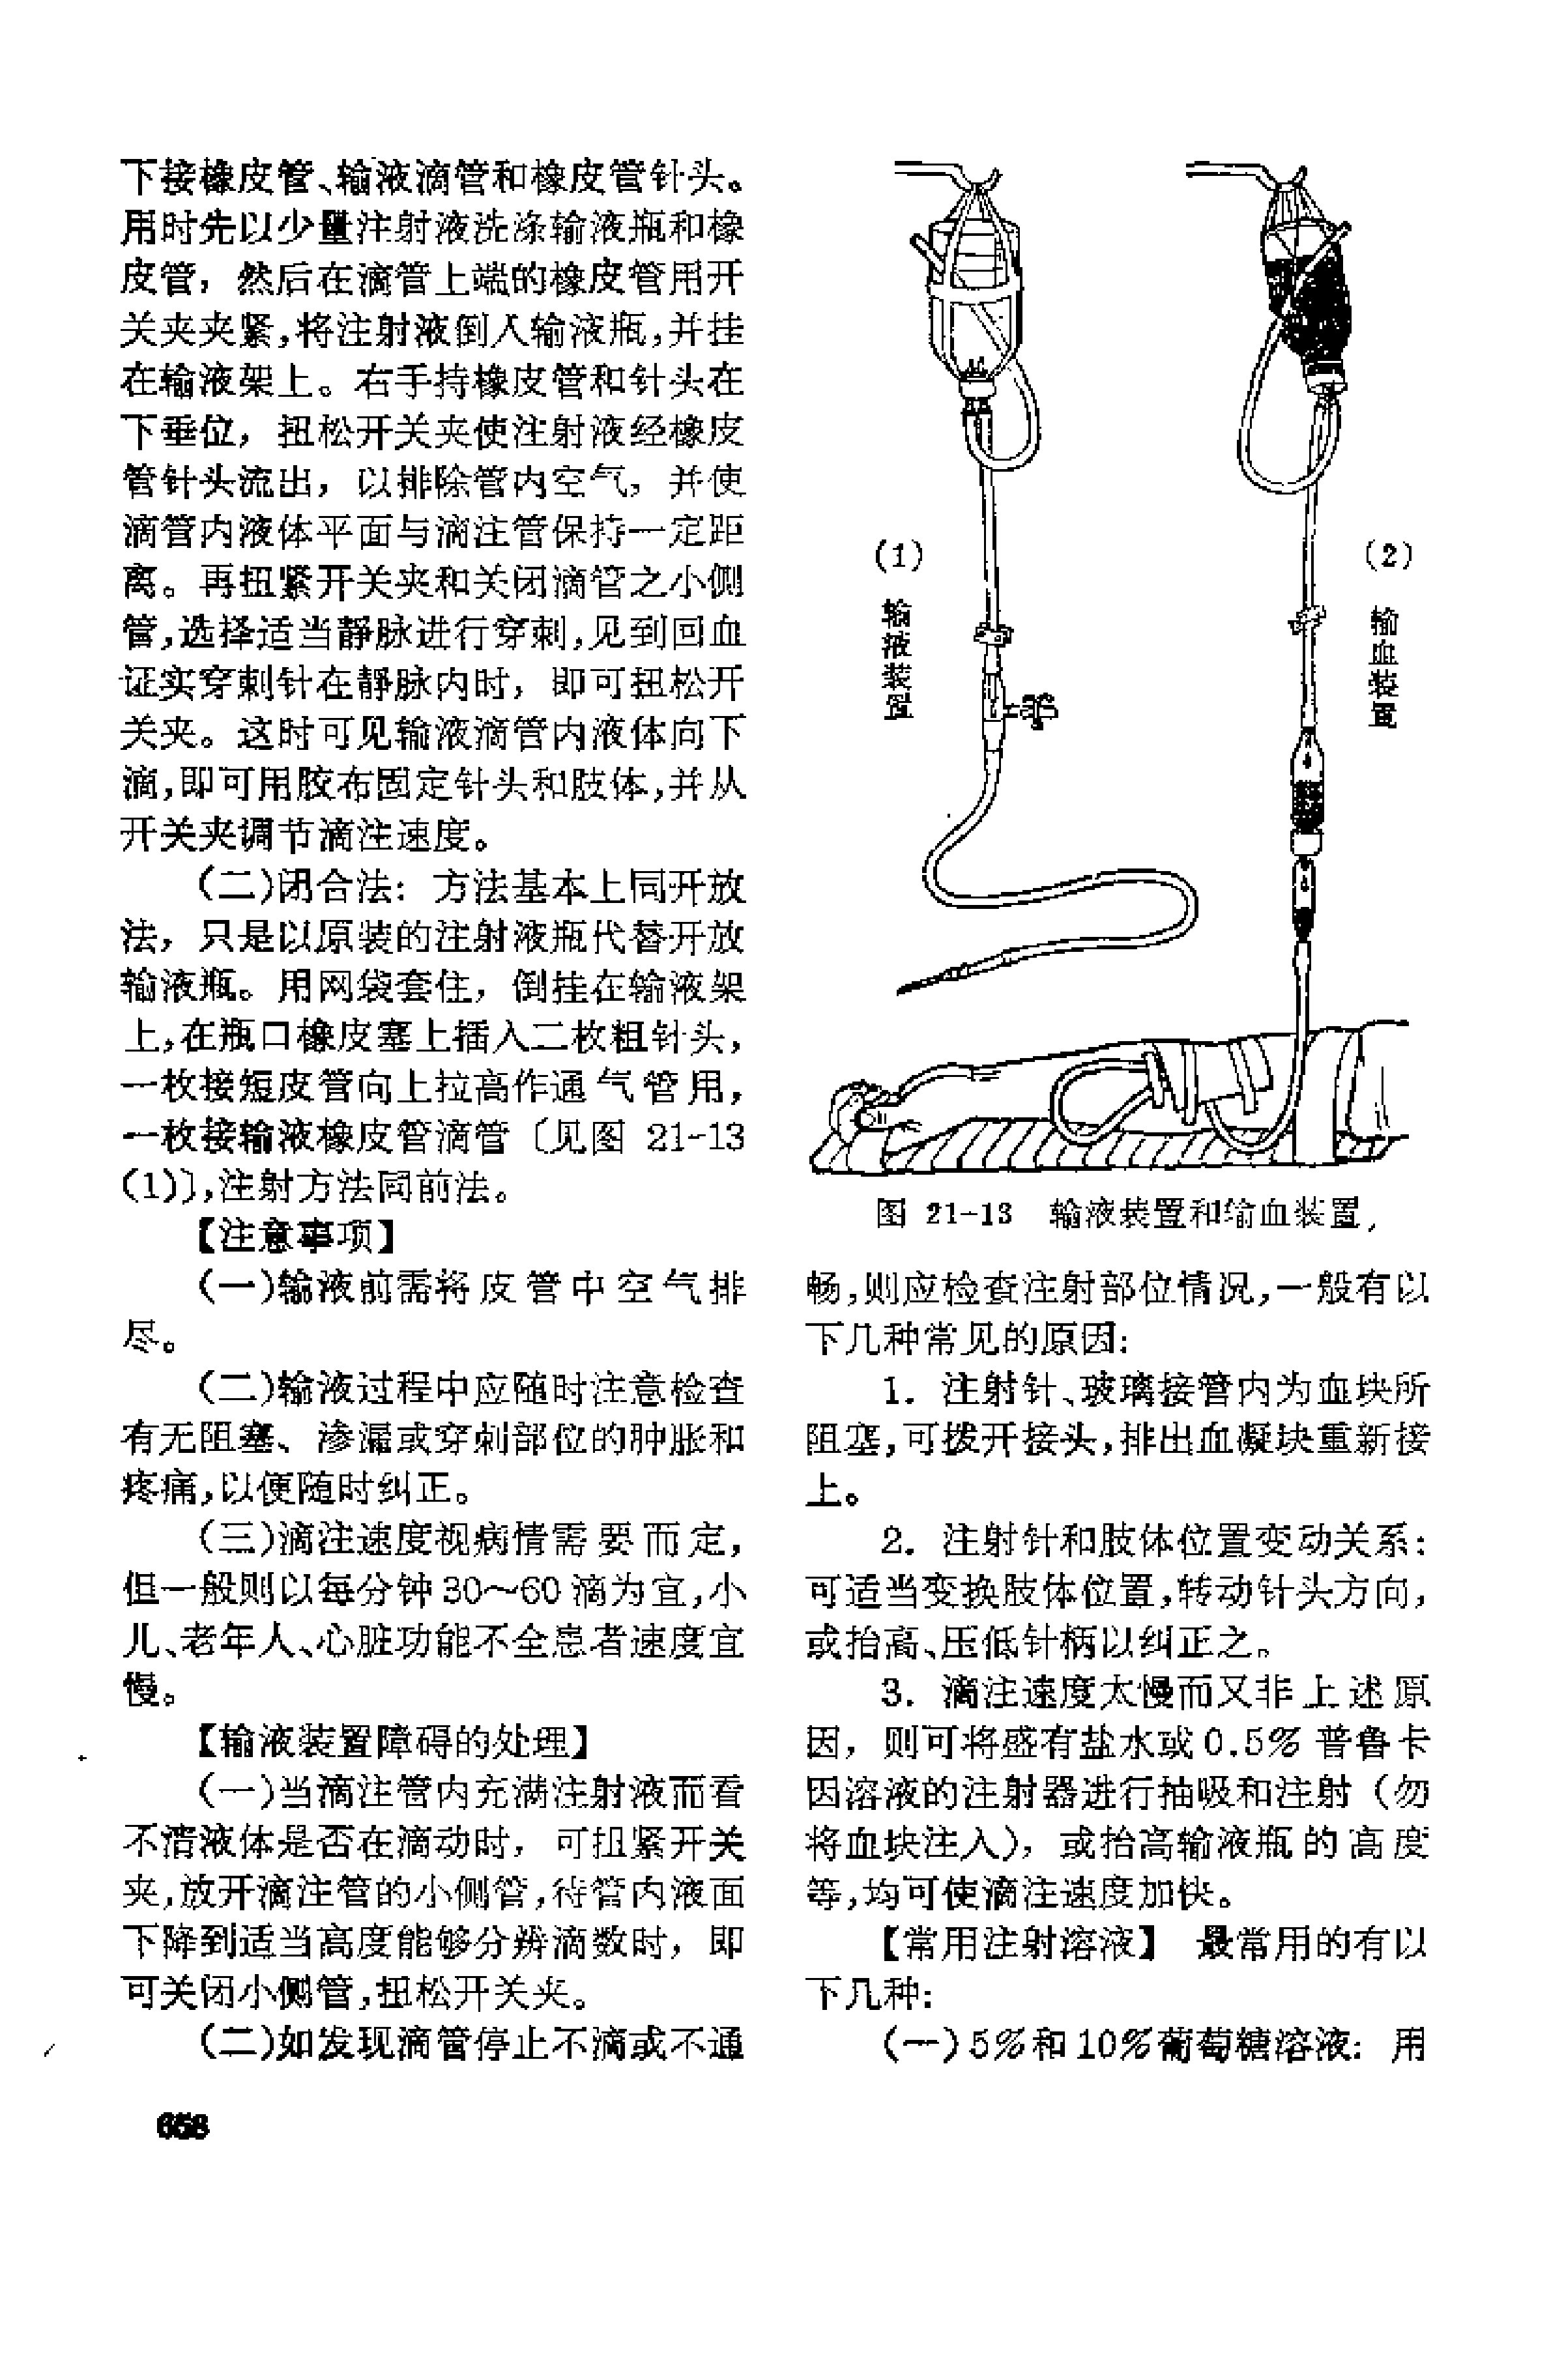 下接橡皮管、输液滴管和橡皮管针头。
用时先以少量注射液洗涤输液瓶和橡
皮管，然后在滴管上端的橡皮管用开
关夹夹紧，将注射液倒入输液瓶，并挂
在输液架上。右手持橡皮管和针头在
下垂位，扭松开关夹使注射液经橡皮
管针头流出，以排除管内空气，并使
滴管内液体平面与滴注管保持一定距
离。再扭紧开关夹和关闭滴管之小侧
管，选择适当静脉进行穿刺，见到回血
证实穿刺针在静脉内时，即可扭松开
关夹。这时可见输液滴管内液体向下
滴，即可用胶布固定针头和肢体，并从
开关夹调节滴注速度。
（二）闭合法：方法基本上同开放
法，只是以原装的注射液瓶代替开放
输液瓶。用网袋套住，倒挂在输液架
上，在瓶口橡皮塞上插入二枚粗针头，
一枚接短皮管向上拉高作通气管用，
一枚接输液橡皮管滴管〔见图 21-13
(1)〕，注射方法同前法。
【注意事项】
（一）输液前需将皮管中空气排
尽。
（二）输液过程中应随时注意检查
有无阻塞、渗漏或穿刺部位的肿胀和
疼痛，以便随时纠正。
（三）滴注速度视病情需要而定，
但一般则以每分钟30～60滴为宜，小
儿、老年人、心脏功能不全患者速度宜
慢。
【输液装置障碍的处理】
（一）当滴注管内充满注射液而看
不清液体是否在滴动时，可扭紧开关
夹，放开滴注管的小侧管，待管内液面
下降到适当高度能够分辨滴数时，即
可关闭小侧管，扭松开关夹。
（二）如发现滴管停止不滴或不通
658
(1) 输液装置
(2) 输血装置
图 21-13 输液装置和输血装置
畅，则应检查注射部位情况，一般有以
下几种常见的原因：
1. 注射针、玻璃接管内为血块所
阻塞，可拨开接头，排出血凝块重新接
上。
2. 注射针和肢体位置变动关系：
可适当变换肢体位置，转动针头方向，
或抬高、压低针柄以纠正之。
3. 滴注速度太慢而又非上述原
因，则可将盛有盐水或0.5%普鲁卡
因溶液的注射器进行抽吸和注射（勿
将血块注入），或抬高输液瓶的高度
等，均可使滴注速度加快。
【常用注射溶液】 最常用的有以
下几种：
（一）5%和10%葡萄糖溶液：用